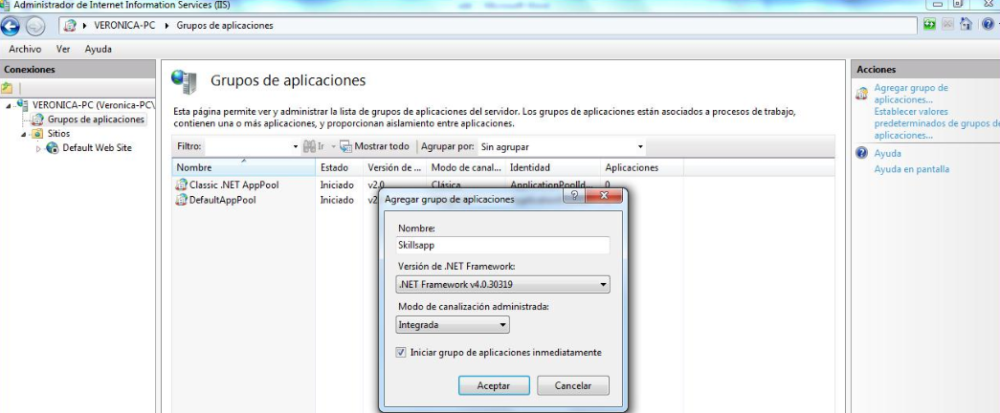 Administrador de Internet Information Services (IIS)
VERONICA-PC
Grupos de aplicaciones
Archivo Ver Ayuda
Conexiones
VERONICA-PC (Veronica-PC\
Grupos de aplicaciones
Sitios
Default Web Site
Grupos de aplicaciones
Esta página permite ver y administrar la lista de grupos de aplicaciones del servidor. Los grupos de aplicaciones están asociados a procesos de trabajo,
contienen una o más aplicaciones, y proporcionan aislamiento entre aplicaciones.
Filtro: Ir Mostrar todo Agrupar por: Sin agrupar
Nombre Estado Versión de ... Modo de canal... Identidad Aplicaciones
Classic .NET AppPool Iniciado v2.0 Clásica ApplicationPoolId... 0
DefaultAppPool Iniciado v2
Agregar grupo de aplicaciones
Nombre:
Skillsapp
Versión de .NET Framework:
.NET Framework v4.0.30319
Modo de canalización administrada:
Integrada
Iniciar grupo de aplicaciones inmediatamente
Aceptar Cancelar
Acciones
Agregar grupo de
aplicaciones...
Establecer valores
predeterminados de grupos de
aplicaciones...
Ayuda
Ayuda en pantalla